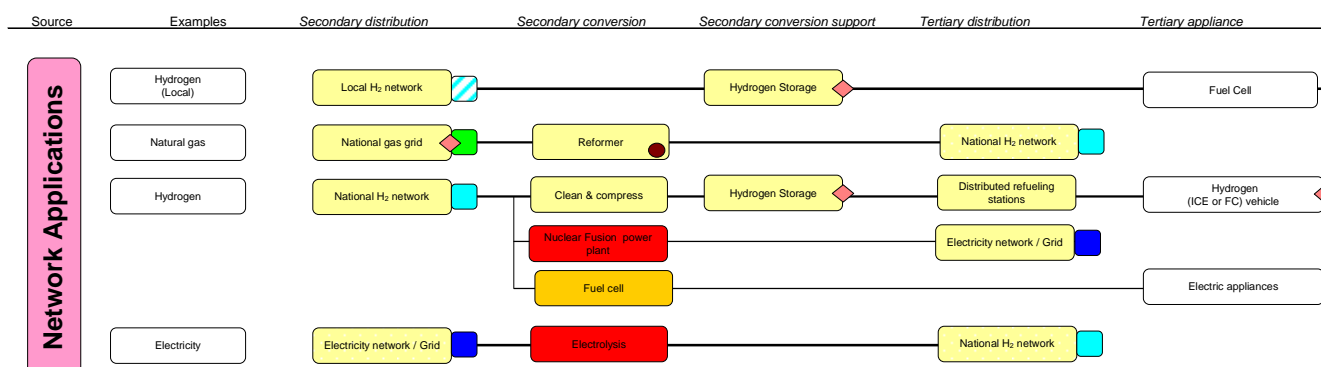 Source Examples Secondary distribution Secondary conversion Secondary conversion support Tertiary distribution Tertiary appliance
Network Applications
Hydrogen
(Local)
Local H₂ network
Hydrogen Storage
Fuel Cell
Natural gas
National gas grid
Reformer
National H₂ network
Hydrogen
National H₂ network
Clean & compress
Hydrogen Storage
Distributed refueling
stations
Hydrogen
(ICE or FC) vehicle
Nuclear Fusion power
plant
Electricity network / Grid
Fuel cell
Electric appliances
Electricity
Electricity network / Grid
Electrolysis
National H₂ network